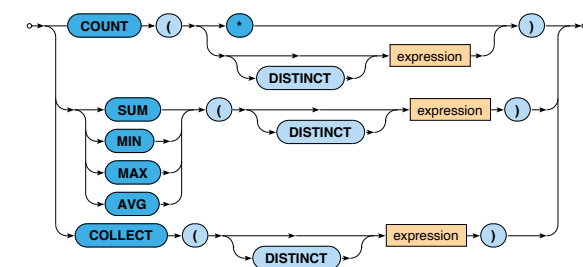 COUNT ( * )
expression
DISTINCT
SUM ( expression )
DISTINCT
MIN
MAX
AVG
COLLECT ( expression )
DISTINCT